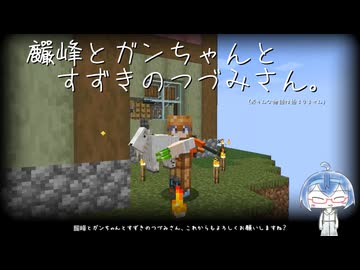 巖峰とガンちゃんと
すずきのつづみさん。
巖峰とガンちゃんとすずきのつづみさん、これからもよろしくお願いしますね?